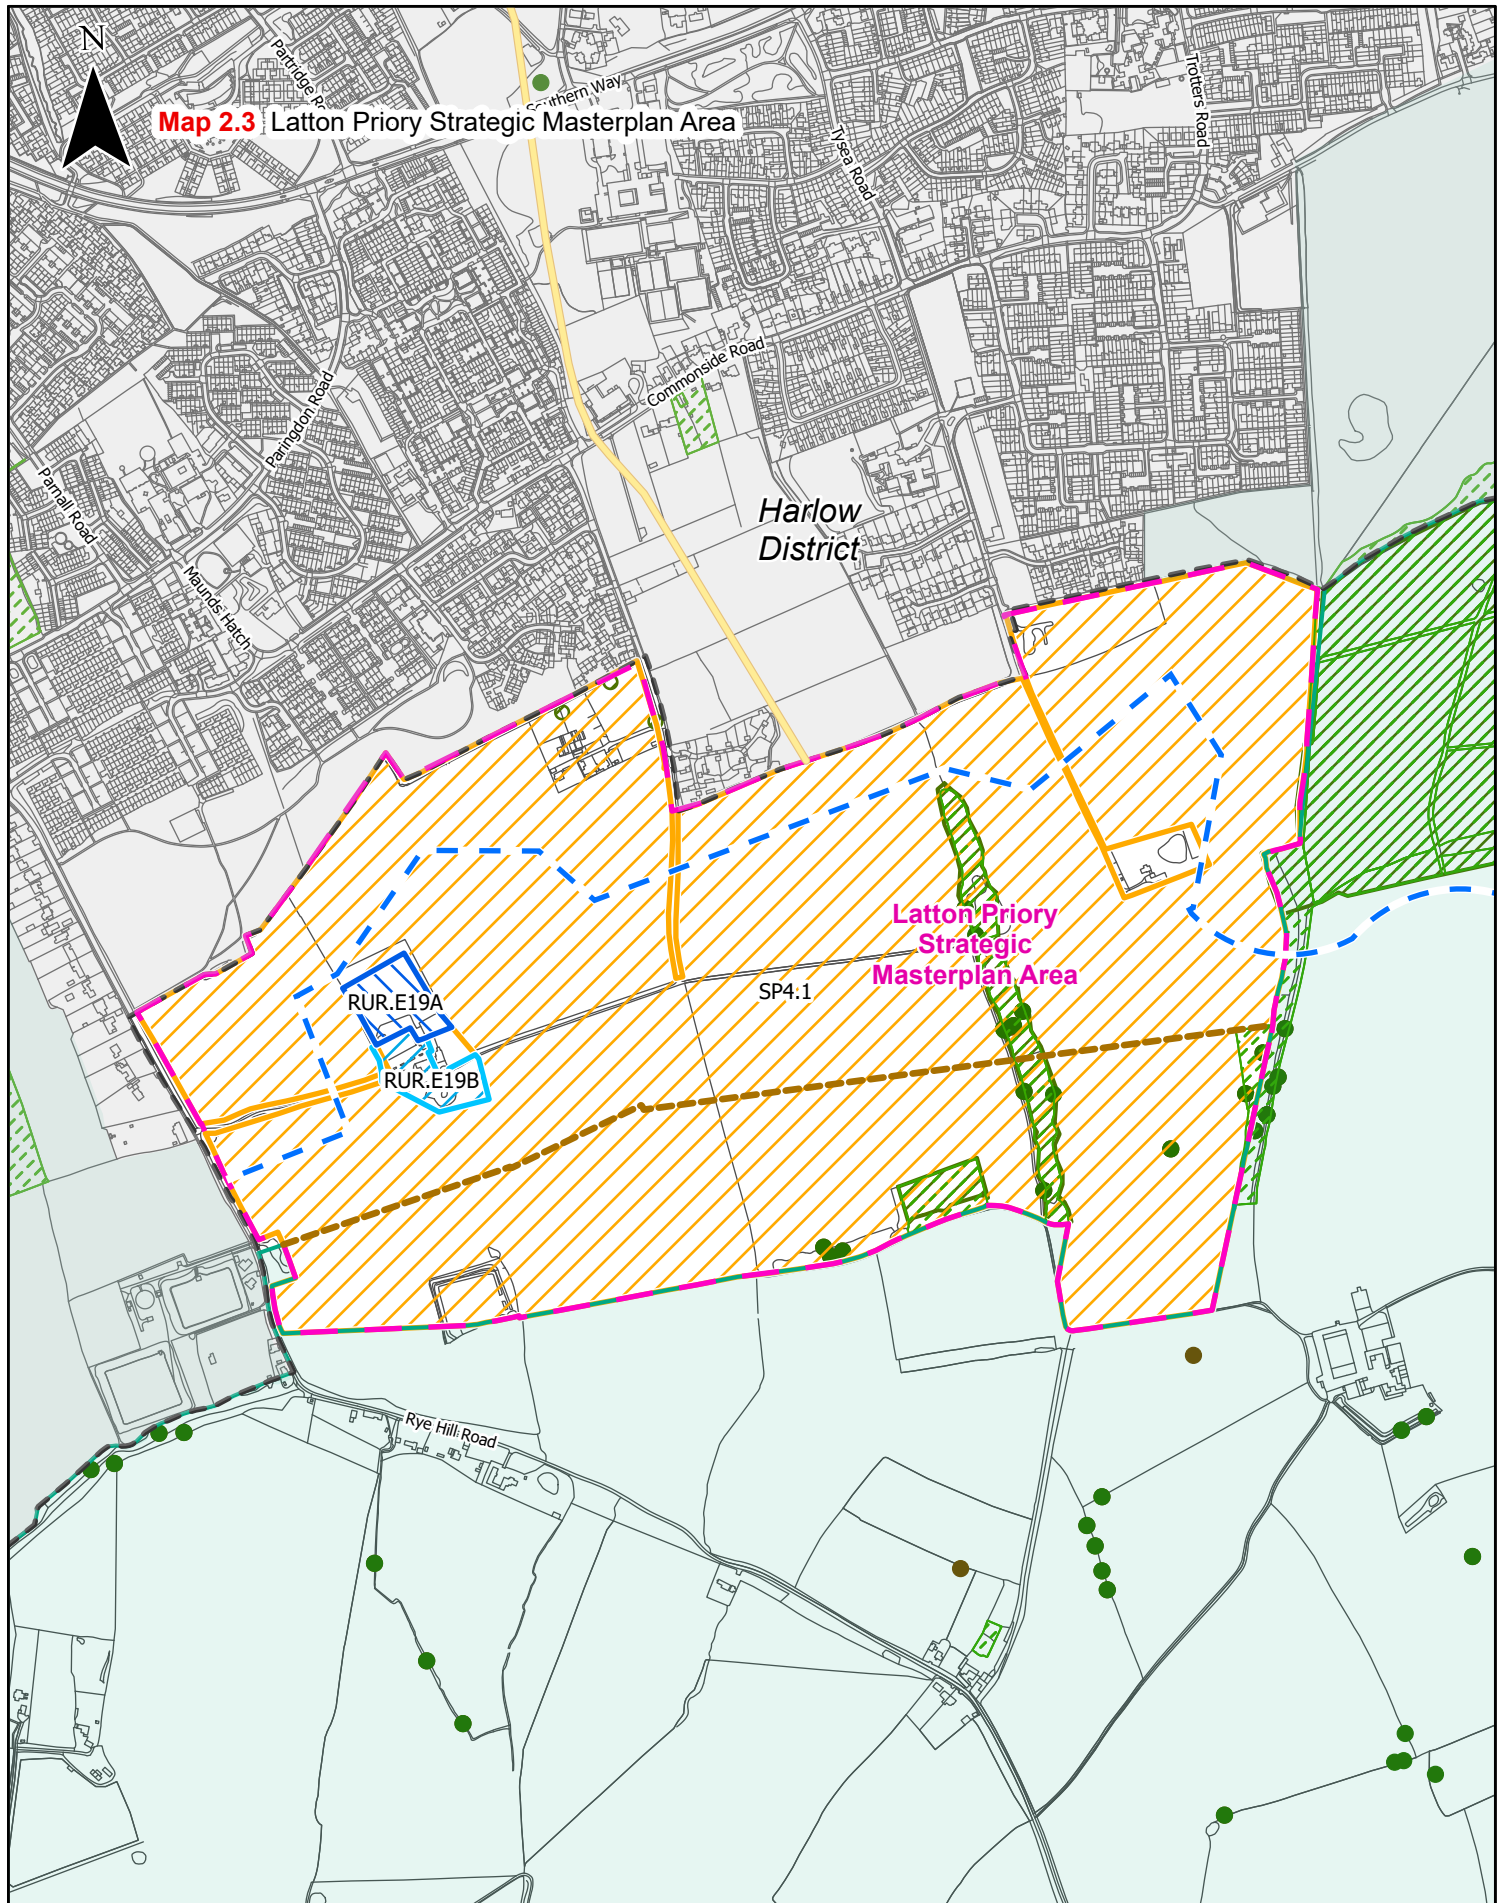 N
Partridge Ro
Southern Way
Map 2.3 Latton Priory Strategic Masterplan Area
Trotters Road
Tysea Road
Commonside Road
Paringdon Road
Parnall Road
Harlow
District
Maunds Hatch
Latton Priory
Strategic
Masterplan Area
SP4.1
RUR.E19A
RUR.E19B
Rye Hill Road